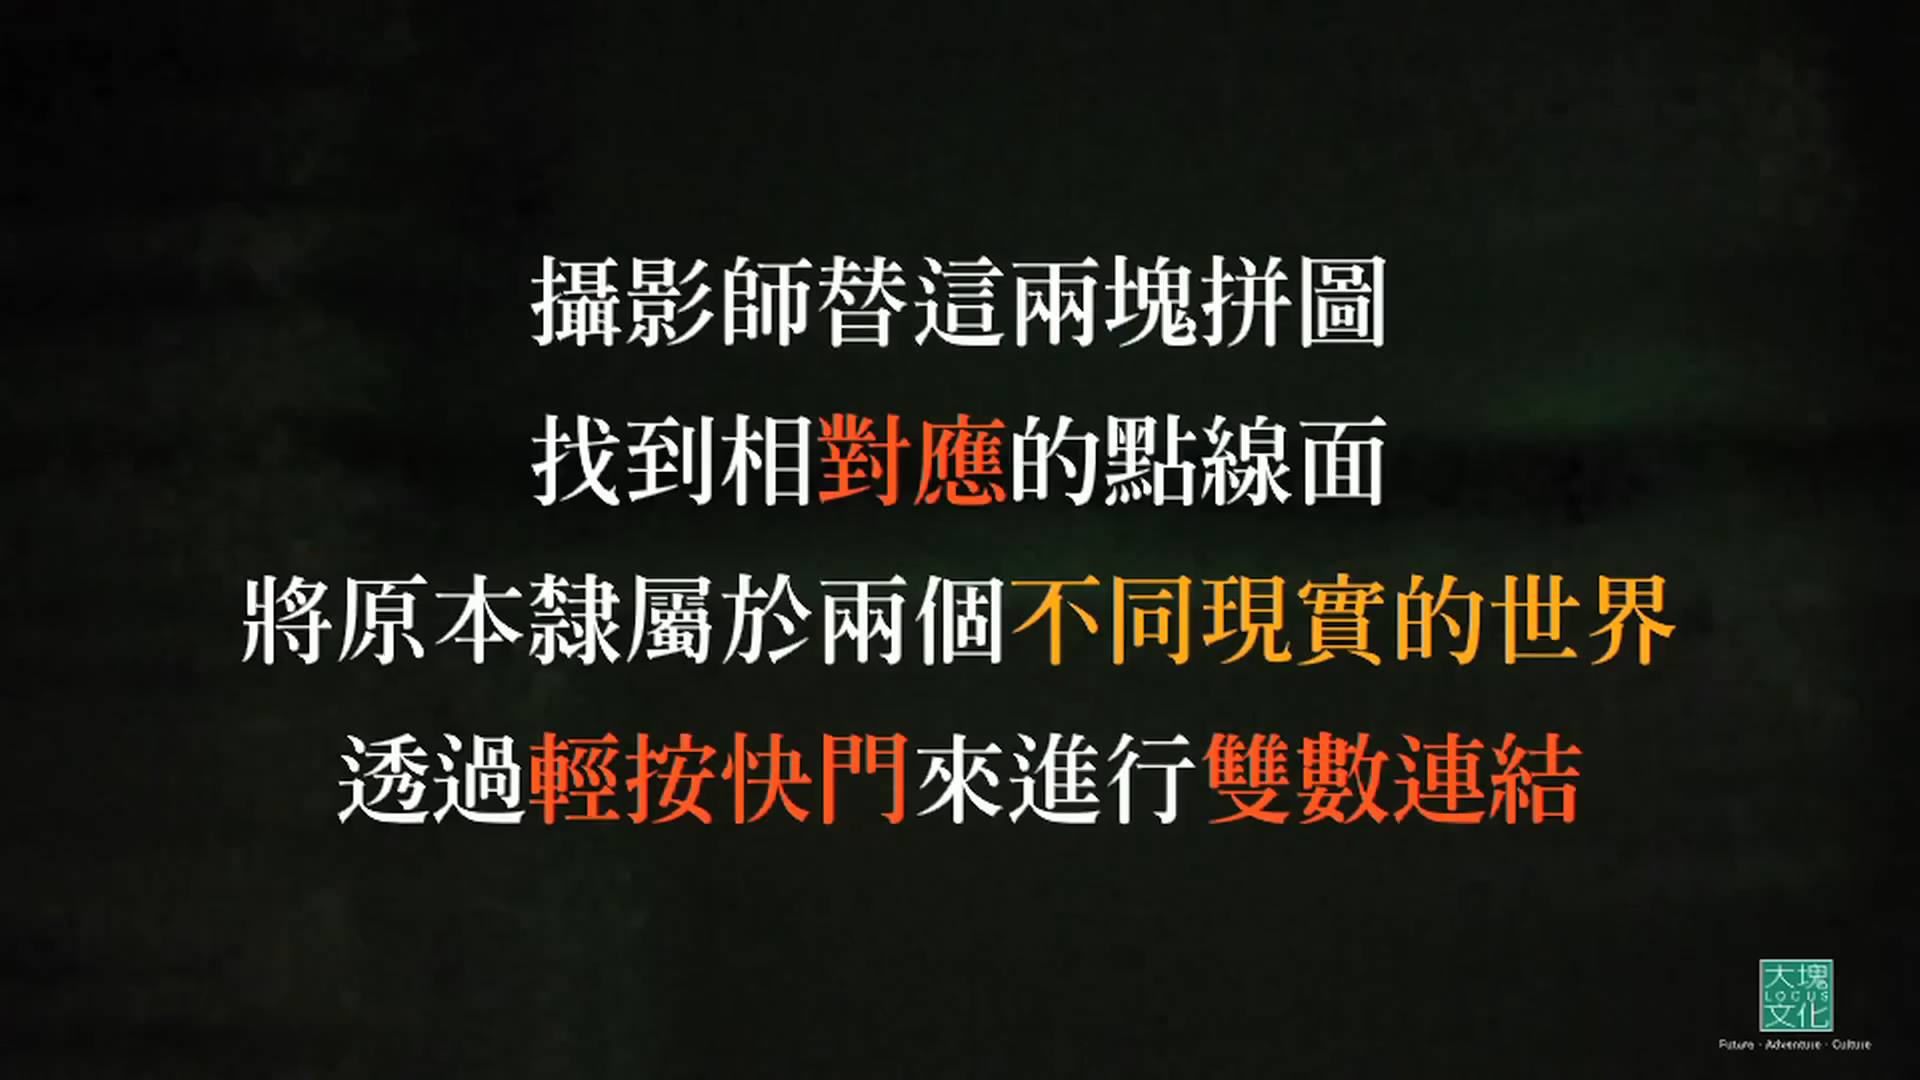 攝影師替這兩塊拼圖
找到相對應的點線面
將原本隸屬於兩個不同現實的世界
透過輕按快門來進行雙數連結
大塊
LOCUS
文化
Future · Adventure · Culture